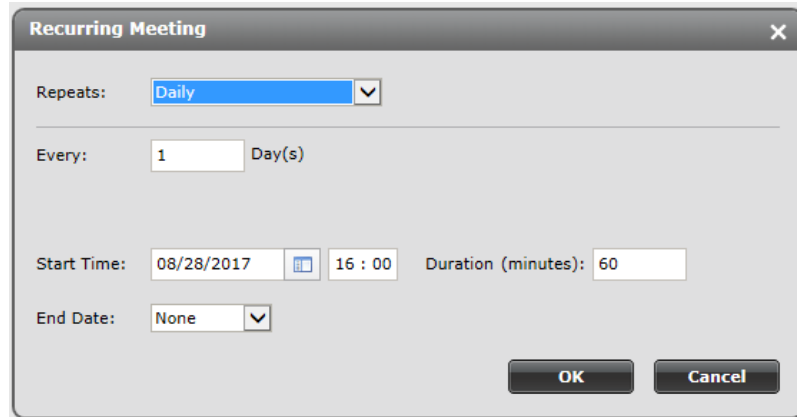 Recurring Meeting
Repeats: Daily
Every: 1 Day(s)
Start Time: 08/28/2017 16 : 00 Duration (minutes): 60
End Date: None
OK Cancel